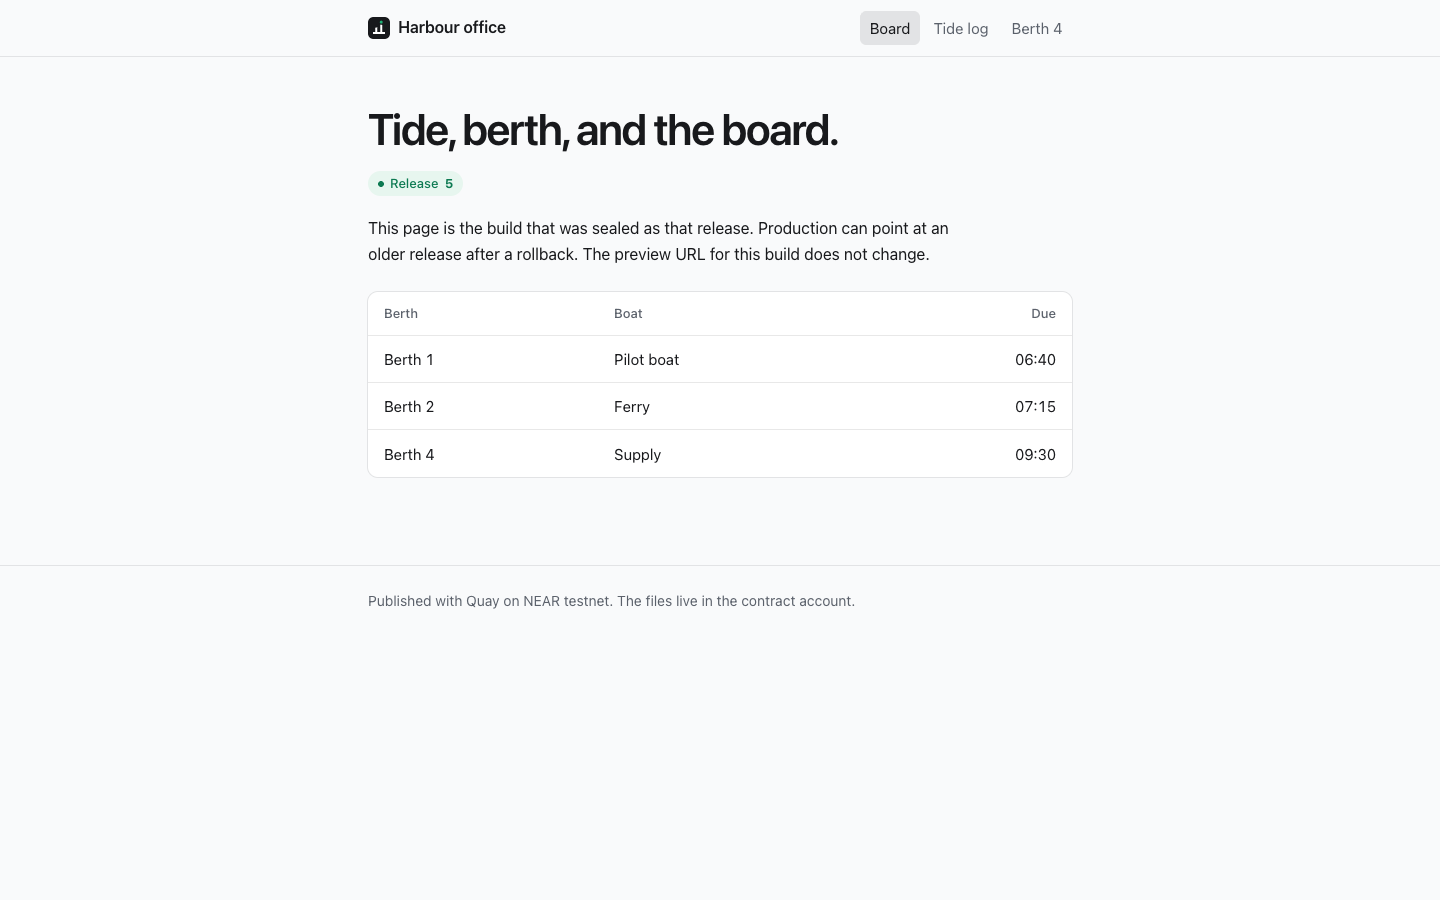 Harbour office
Board
Tide log
Berth 4
Tide, berth, and the board.
Release 5
This page is the build that was sealed as that release. Production can point at an
older release after a rollback. The preview URL for this build does not change.
Berth Boat Due
Berth 1 Pilot boat 06:40
Berth 2 Ferry 07:15
Berth 4 Supply 09:30
Published with Quay on NEAR testnet. The files live in the contract account.